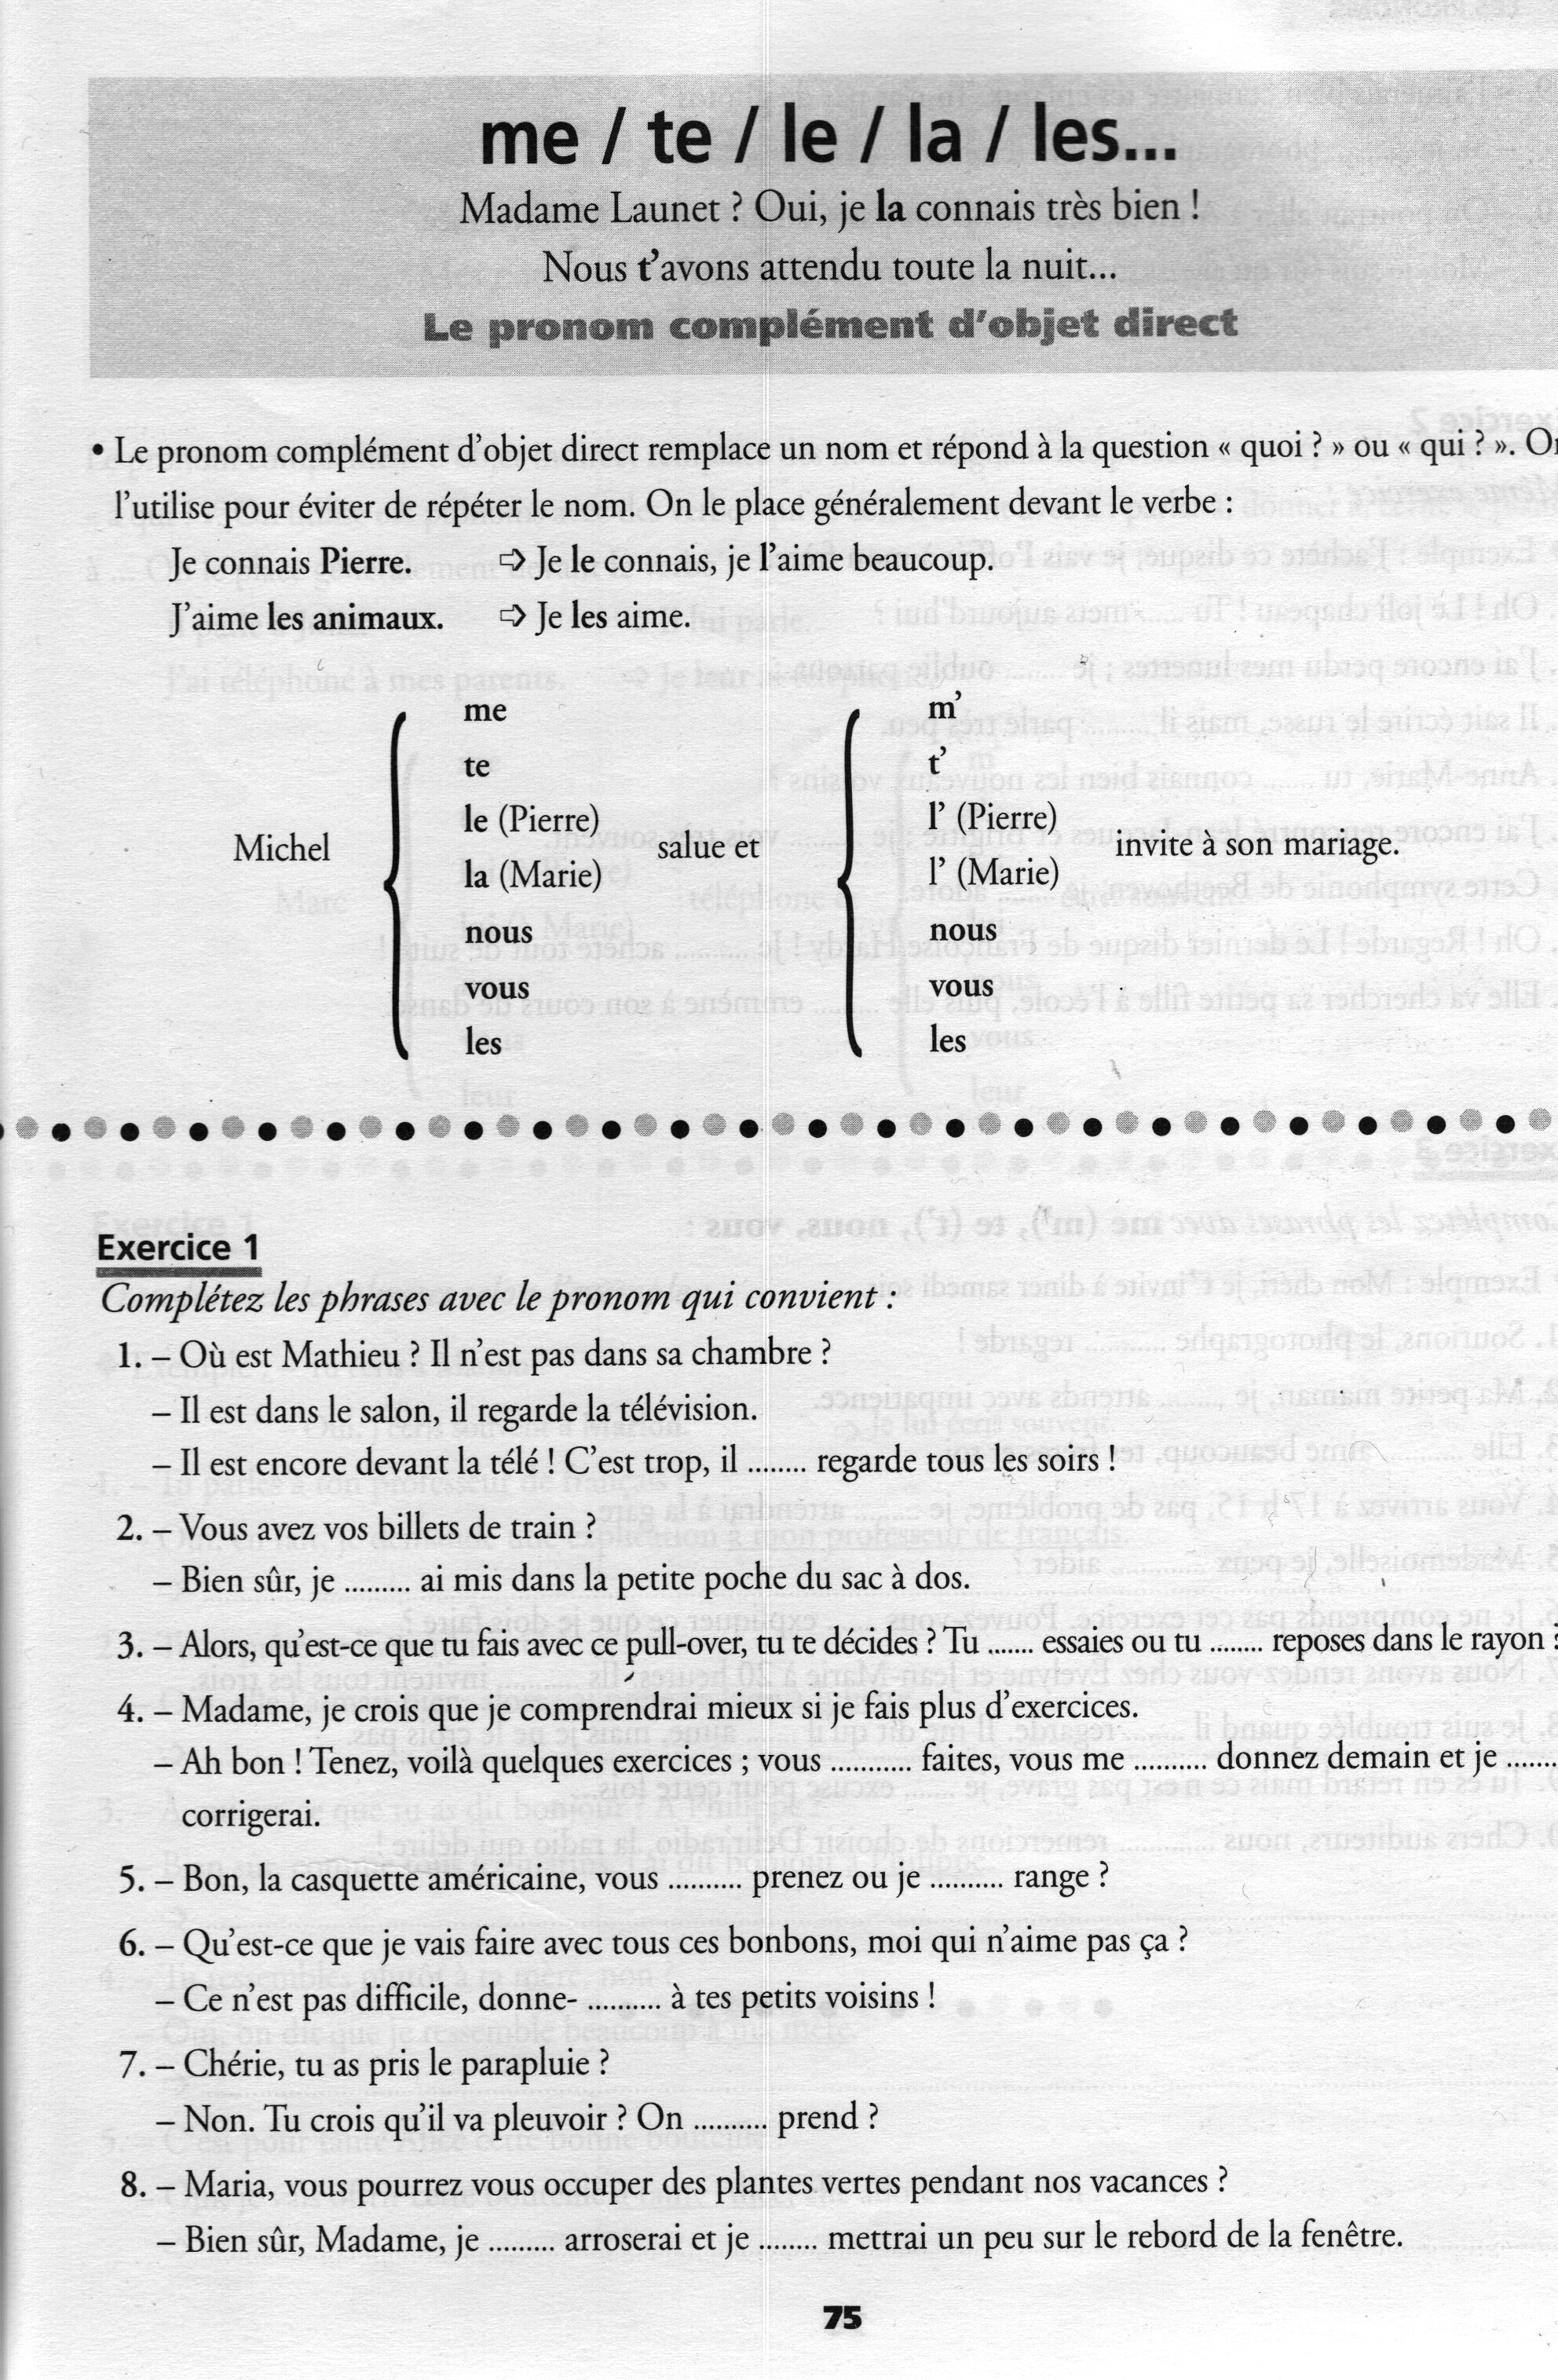 me / te / le / la / les...
Madame Launet ? Oui, je la connais très bien !
Nous t'avons attendu toute la nuit...
Le pronom complément d'objet direct
• Le pronom complément d'objet direct remplace un nom et répond à la question « quoi ? » ou « qui ? ». On
l'utilise pour éviter de répéter le nom. On le place généralement devant le verbe :
Je connais Pierre. ➩ Je le connais, je l'aime beaucoup.
J'aime les animaux. ➩ Je les aime.
me m'
te t'
le (Pierre) l' (Pierre)
Michel salue et invite à son mariage.
la (Marie) l' (Marie)
nous nous
vous vous
les les
Exercice 1
Complétez les phrases avec le pronom qui convient :
1. – Où est Mathieu ? Il n'est pas dans sa chambre ?
– Il est dans le salon, il regarde la télévision.
– Il est encore devant la télé ! C'est trop, il ........ regarde tous les soirs !
2. – Vous avez vos billets de train ?
– Bien sûr, je ......... ai mis dans la petite poche du sac à dos.
3. – Alors, qu'est-ce que tu fais avec ce pull-over, tu te décides ? Tu ....... essaies ou tu ........ reposes dans le rayon ?
4. – Madame, je crois que je comprendrai mieux si je fais plus d'exercices.
– Ah bon ! Tenez, voilà quelques exercices ; vous ........... faites, vous me .......... donnez demain et je .......
corrigerai.
5. – Bon, la casquette américaine, vous .......... prenez ou je .......... range ?
6. – Qu'est-ce que je vais faire avec tous ces bonbons, moi qui n'aime pas ça ?
– Ce n'est pas difficile, donne- .......... à tes petits voisins !
7. – Chérie, tu as pris le parapluie ?
– Non. Tu crois qu'il va pleuvoir ? On .......... prend ?
8. – Maria, vous pourrez vous occuper des plantes vertes pendant nos vacances ?
– Bien sûr, Madame, je ......... arroserai et je ........ mettrai un peu sur le rebord de la fenêtre.
75